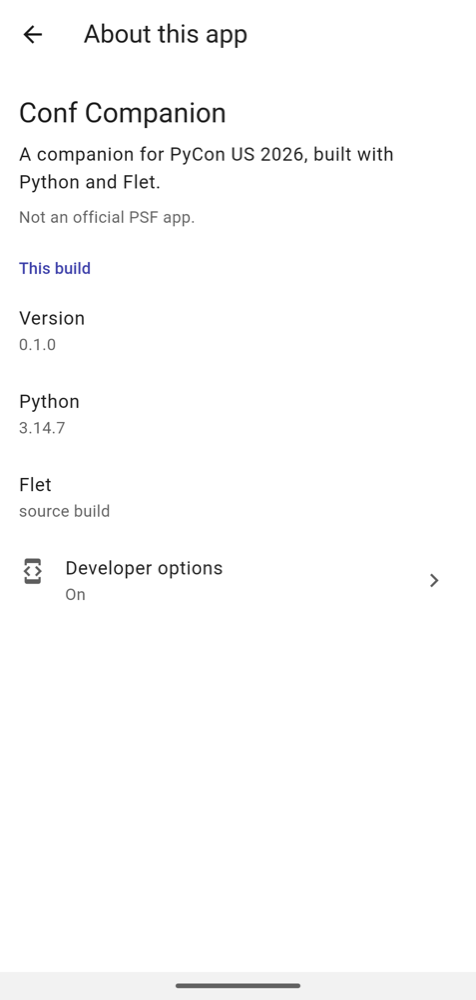 About this app
Conf Companion
A companion for PyCon US 2026, built with
Python and Flet.
Not an official PSF app.
This build
Version
0.1.0
Python
3.14.7
Flet
source build
Developer options
On